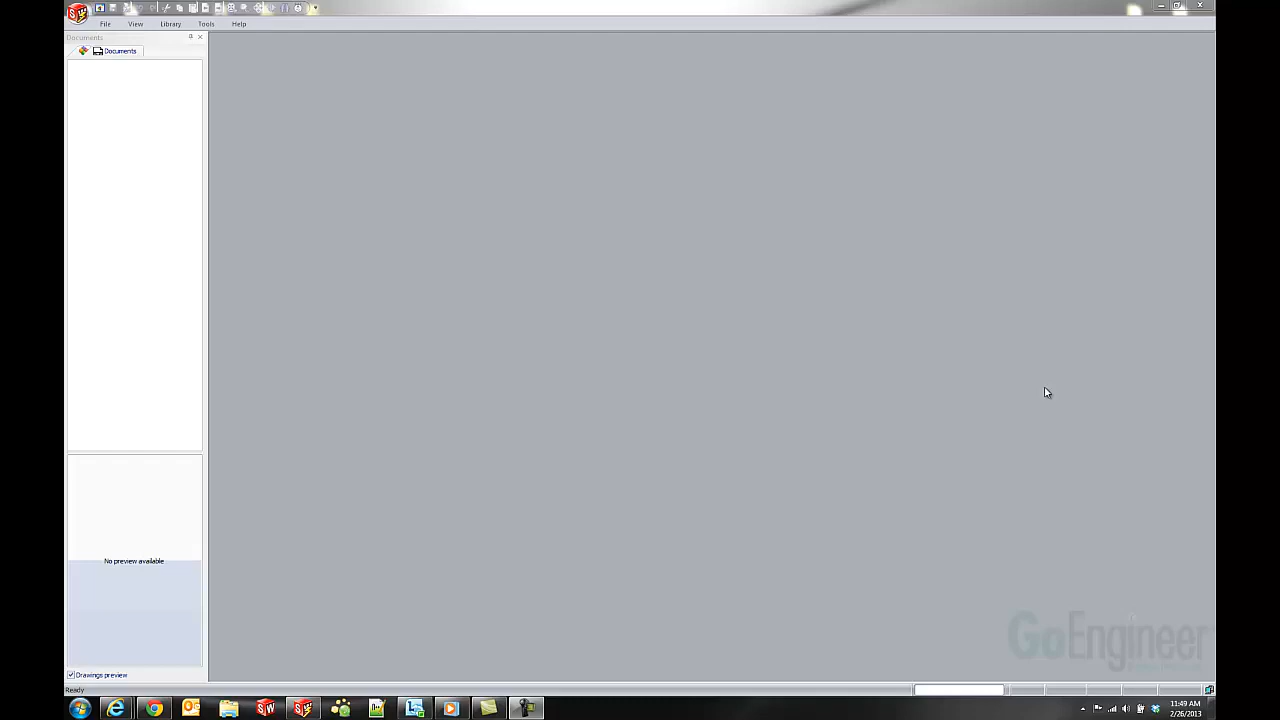 File View Library Tools Help
Documents
Documents
No preview available
Drawings preview
Ready
GoEngineer
11:49 AM
2/26/2013